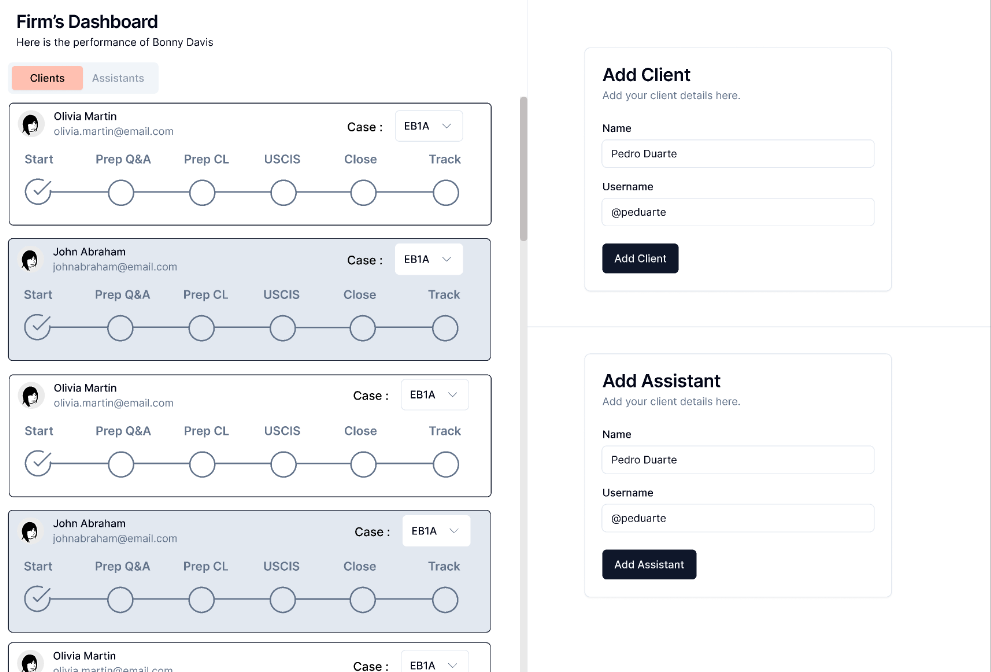 Firm's Dashboard
Here is the performance of Bonny Davis
Clients Assistants
Olivia Martin
olivia.martin@email.com
Case : EB1A
Start Prep Q&A Prep CL USCIS Close Track
John Abraham
johnabraham@email.com
Case : EB1A
Start Prep Q&A Prep CL USCIS Close Track
Olivia Martin
olivia.martin@email.com
Case : EB1A
Start Prep Q&A Prep CL USCIS Close Track
John Abraham
johnabraham@email.com
Case : EB1A
Start Prep Q&A Prep CL USCIS Close Track
Olivia Martin
olivia.martin@email.com
Case : EB1A
Add Client
Add your client details here.
Name
Pedro Duarte
Username
@peduarte
Add Client
Add Assistant
Add your client details here.
Name
Pedro Duarte
Username
@peduarte
Add Assistant